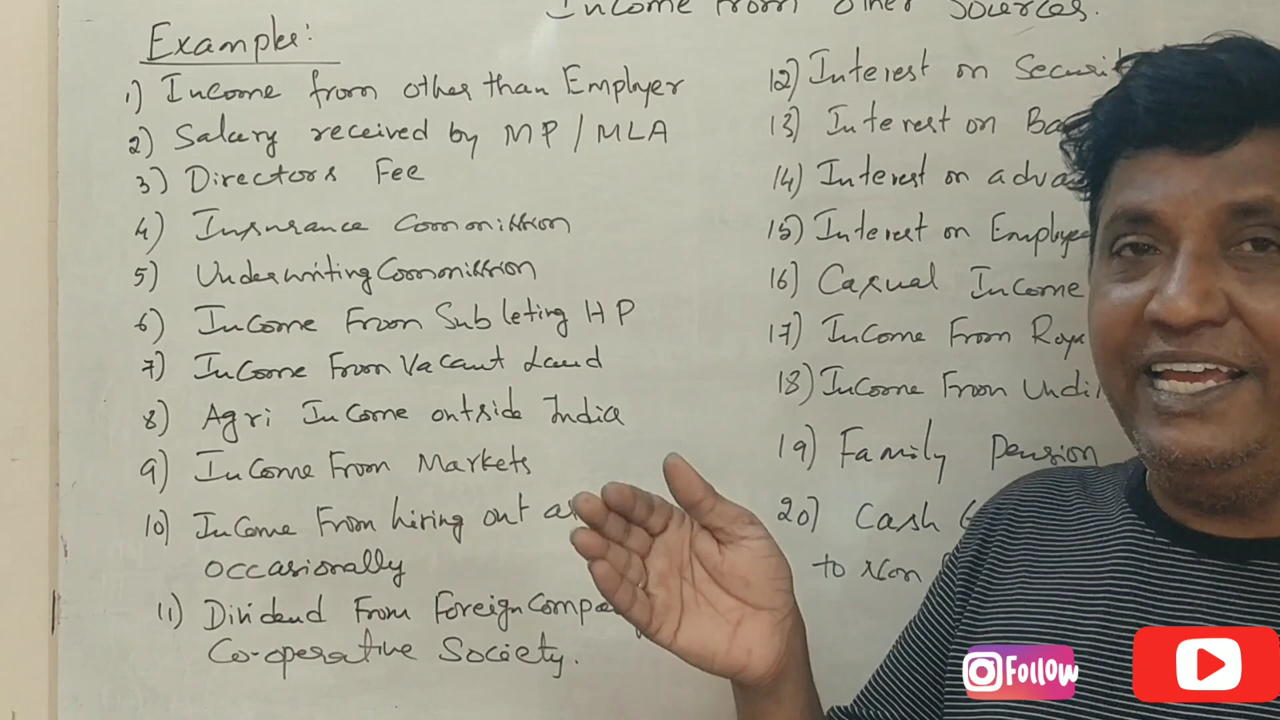 Income From Other Sources.
Examples:
1) Income from other than Employer
2) Salary received by MP / MLA
3) Directors Fee
4) Insurance Commission
5) Underwriting Commission
6) Income From Subleting HP
7) Income From Vacant Land
8) Agri Income outside India
9) Income From Markets
10) Income From hiring out
occasionally
11) Dividend From Foreign
Co-operative Society.
12) Interest on
13) Interest on
14) Interest on
15) Interest on
16) Casual Income
17) Income From
18) Income From
19) Family Pension
20) Cash
to Non
Follow